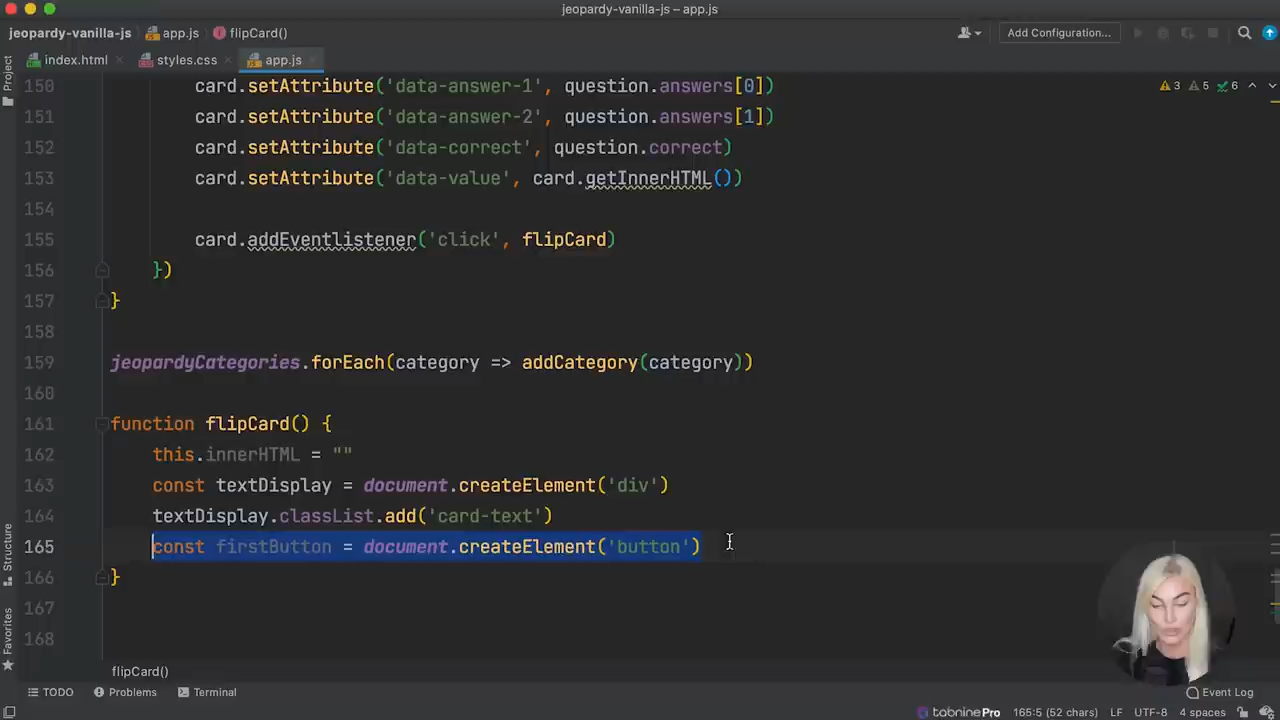 jeopardy-vanilla-js – app.js
jeopardy-vanilla-js app.js flipCard() Add Configuration...
index.html styles.css app.js
Project
150 card.setAttribute('data-answer-1', question.answers[0])
3 5 6
151 card.setAttribute('data-answer-2', question.answers[1])
152 card.setAttribute('data-correct', question.correct)
153 card.setAttribute('data-value', card.getInnerHTML())
154
155 card.addEventlistener('click', flipCard)
156 })
157 }
158
159 jeopardyCategories.forEach(category => addCategory(category))
160
161 function flipCard() {
162 this.innerHTML = ""
163 const textDisplay = document.createElement('div')
164 textDisplay.classList.add('card-text')
165 const firstButton = document.createElement('button')
166 }
167
168
Structure
Favorites
flipCard()
TODO Problems Terminal Event Log
tabnine Pro 165:5 (52 chars) LF UTF-8 4 spaces